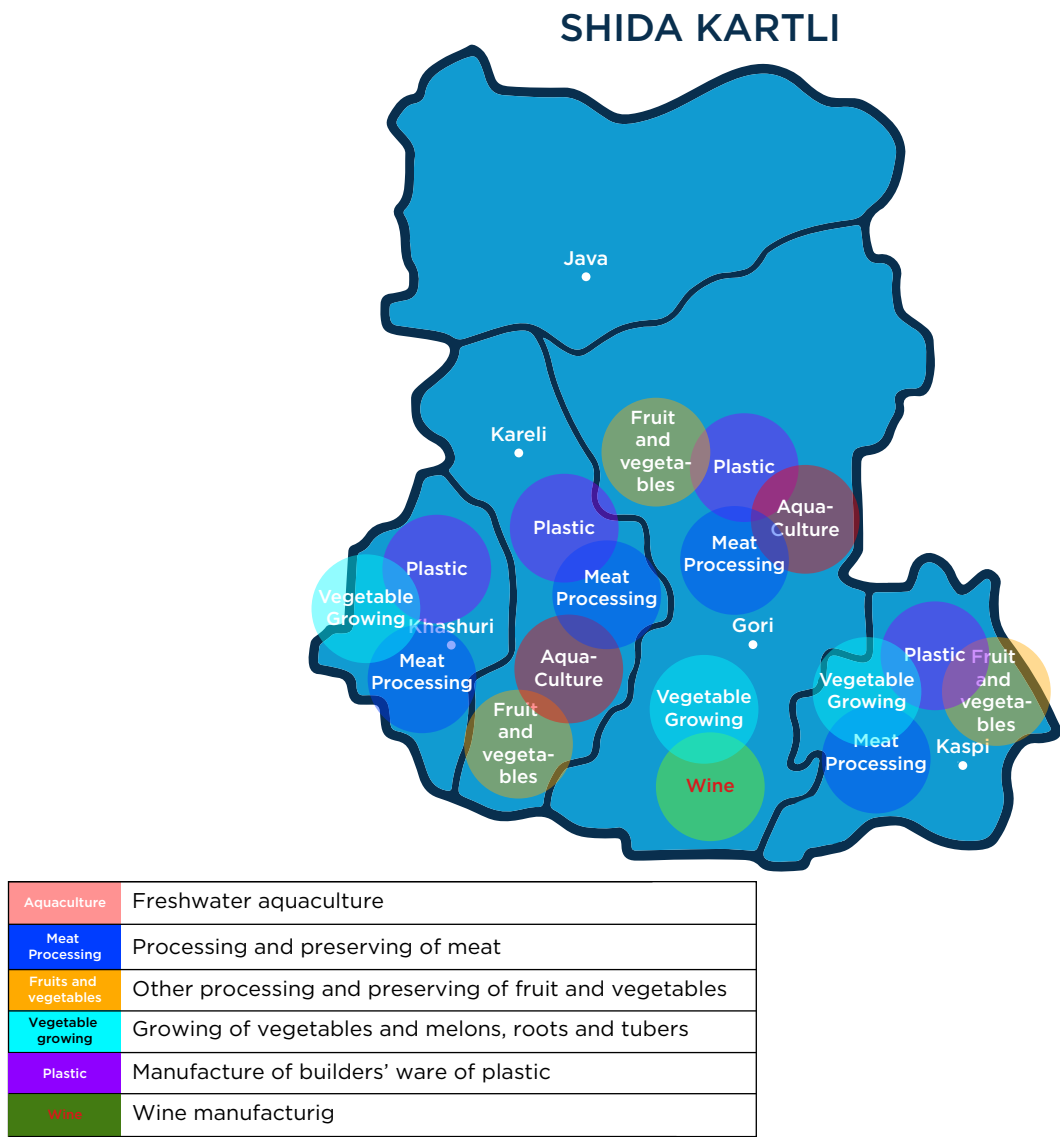 SHIDA KARTLI
Java
Kareli
Fruit
and
vegeta-
bles
Plastic
Aqua-
Culture
Meat
Processing
Plastic
Meat
Processing
Plastic
Vegetable
Growing
Khashuri
Meat
Processing
Aqua-
Culture
Fruit
and
vegeta-
bles
Gori
Vegetable
Growing
Wine
Plastic
Fruit
and
vegeta-
bles
Vegetable
Growing
Meat
Processing
Kaspi
Aquaculture
Freshwater aquaculture
Meat
Processing
Processing and preserving of meat
Fruits and
vegetables
Other processing and preserving of fruit and vegetables
Vegetable
growing
Growing of vegetables and melons, roots and tubers
Plastic
Manufacture of builders’ ware of plastic
Wine
Wine manufacturig